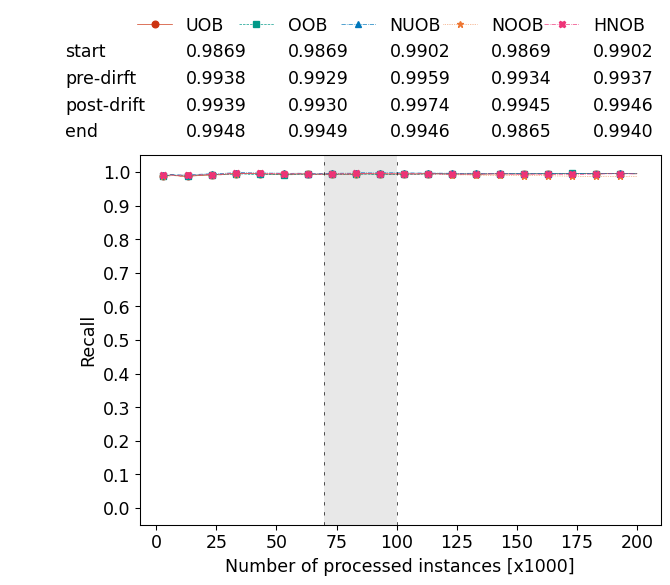 UOB OOB NUOB NOOB HNOB
start 0.9869 0.9869 0.9902 0.9869 0.9902
pre-dirft 0.9938 0.9929 0.9959 0.9934 0.9937
post-drift 0.9939 0.9930 0.9974 0.9945 0.9946
end 0.9948 0.9949 0.9946 0.9865 0.9940
1.0
0.9
0.8
0.7
0.6
0.5
0.4
0.3
0.2
0.1
0.0
Recall
0 25 50 75 100 125 150 175 200
Number of processed instances [x1000]